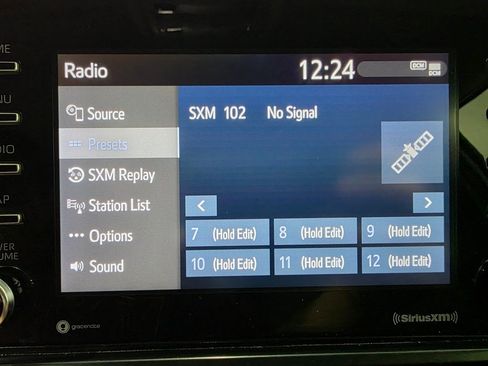 Radio 12:24 DCM
DCM
Source
SXM 102 No Signal
Presets
SXM Replay
Station List
Options
Sound
< >
7 (Hold Edit) 8 (Hold Edit) 9 (Hold Edit)
10 (Hold Edit) 11 (Hold Edit) 12 (Hold Edit)
gracenote
((SiriusXM))